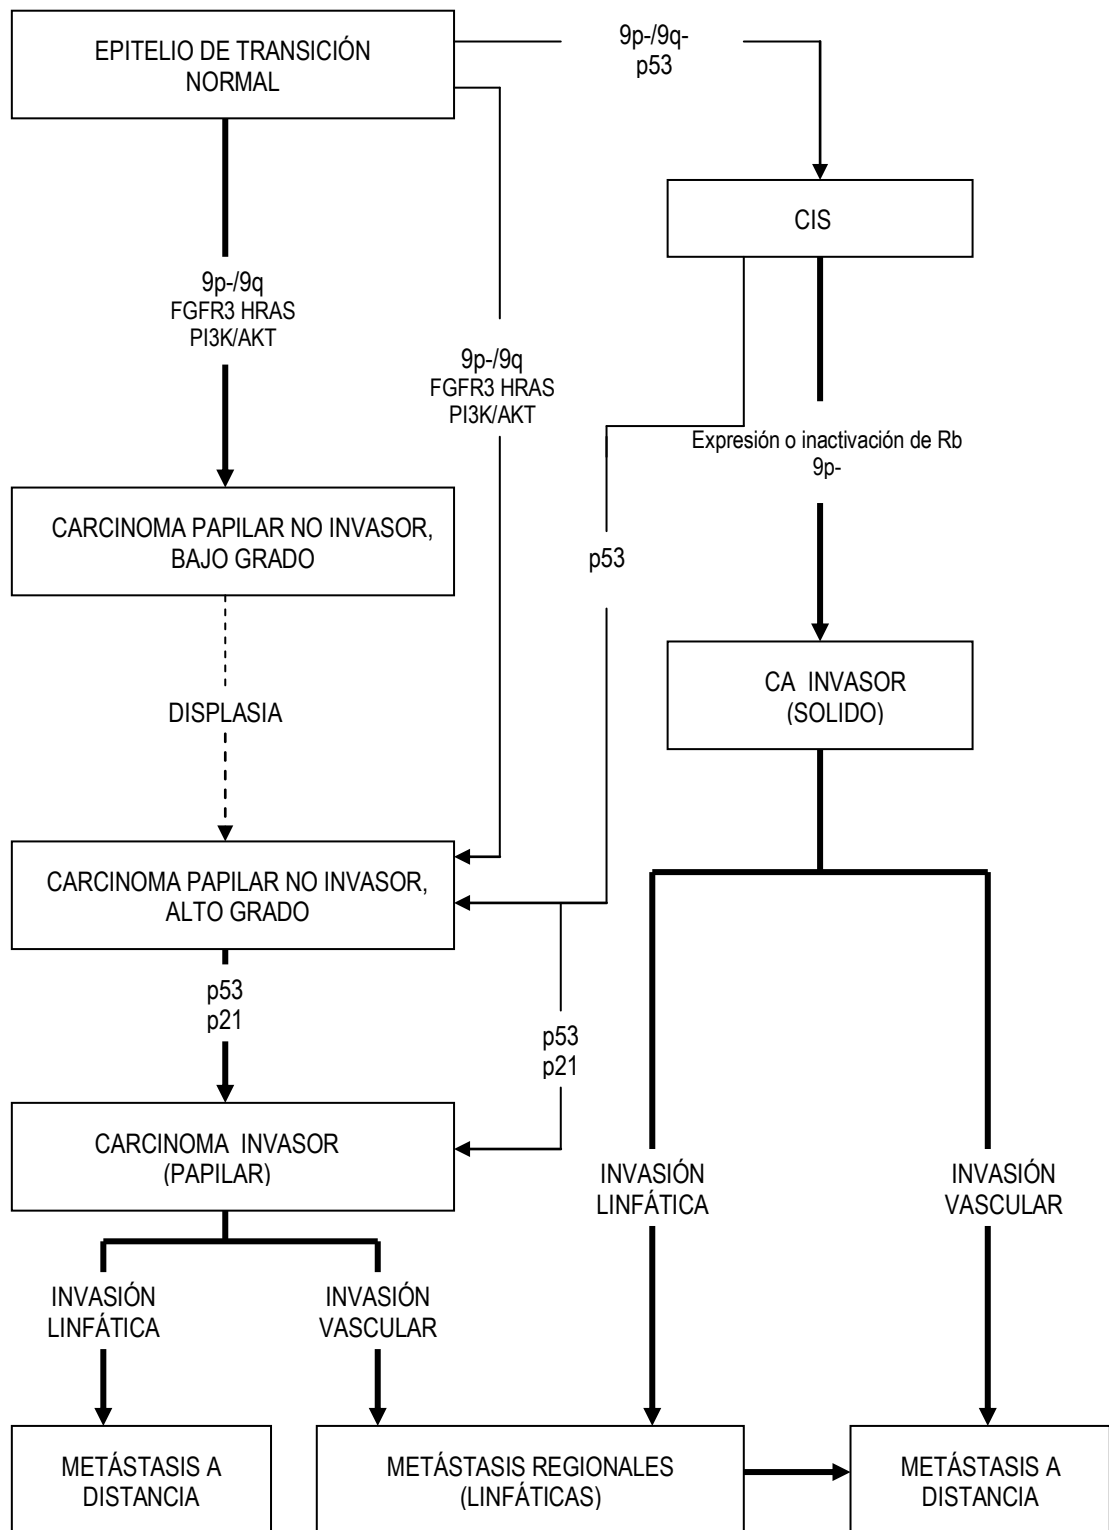 EPITELIO DE TRANSICIÓN
NORMAL
9p-/9q-
p53
CIS
9p-/9q
FGFR3 HRAS
PI3K/AKT
9p-/9q
FGFR3 HRAS
PI3K/AKT
Expresión o inactivación de Rb
9p-
CARCINOMA PAPILAR NO INVASOR,
BAJO GRADO
p53
CA INVASOR
(SOLIDO)
DISPLASIA
CARCINOMA PAPILAR NO INVASOR,
ALTO GRADO
p53
p21
p53
p21
CARCINOMA INVASOR
(PAPILAR)
INVASIÓN
LINFÁTICA
INVASIÓN
VASCULAR
INVASIÓN
LINFÁTICA
INVASIÓN
VASCULAR
METÁSTASIS A
DISTANCIA
METÁSTASIS REGIONALES
(LINFÁTICAS)
METÁSTASIS A
DISTANCIA